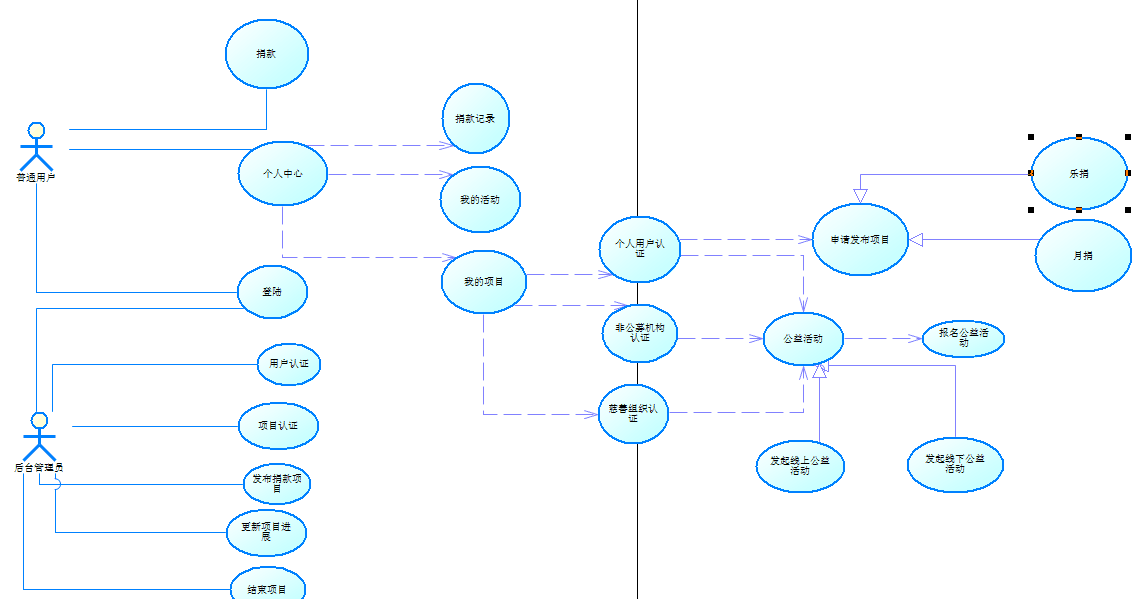 捐款
捐款记录
普通用户
个人中心
我的活动
乐捐
申请发布项目
个人用户认
证
月捐
我的项目
登陆
非公募机构
认证
公益活动
报名公益活
动
用户认证
慈善组织认
证
项目认证
后台管理员
发起线上公益
活动
发起线下公益
活动
发布捐款项
目
更新项目进
展
结束项目